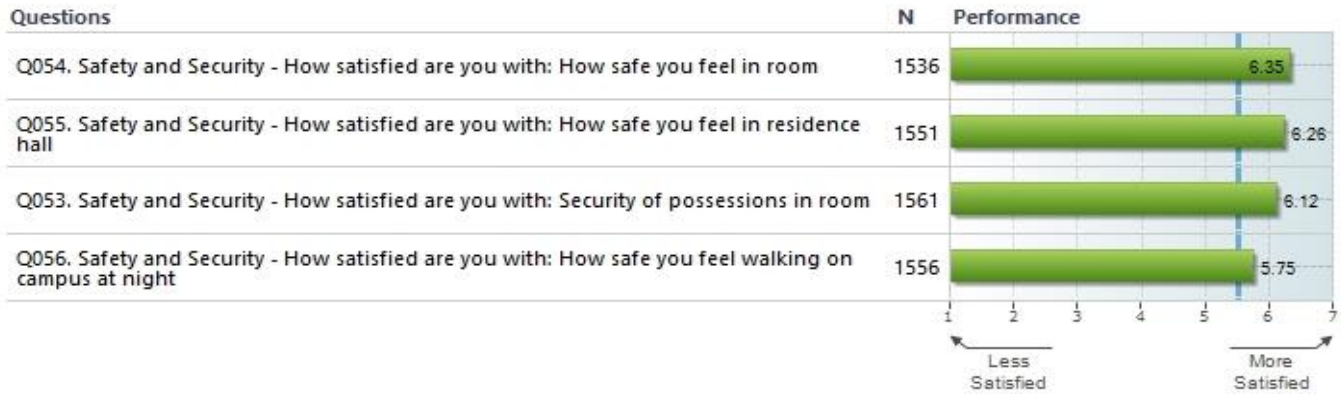 Questions N Performance
Q054. Safety and Security - How satisfied are you with: How safe you feel in room 1536 6.35
Q055. Safety and Security - How satisfied are you with: How safe you feel in residence
hall 1551 6.26
Q053. Safety and Security - How satisfied are you with: Security of possessions in room 1561 6.12
Q056. Safety and Security - How satisfied are you with: How safe you feel walking on
campus at night 1556 5.75
1 2 3 4 5 6 7
Less More
Satisfied Satisfied